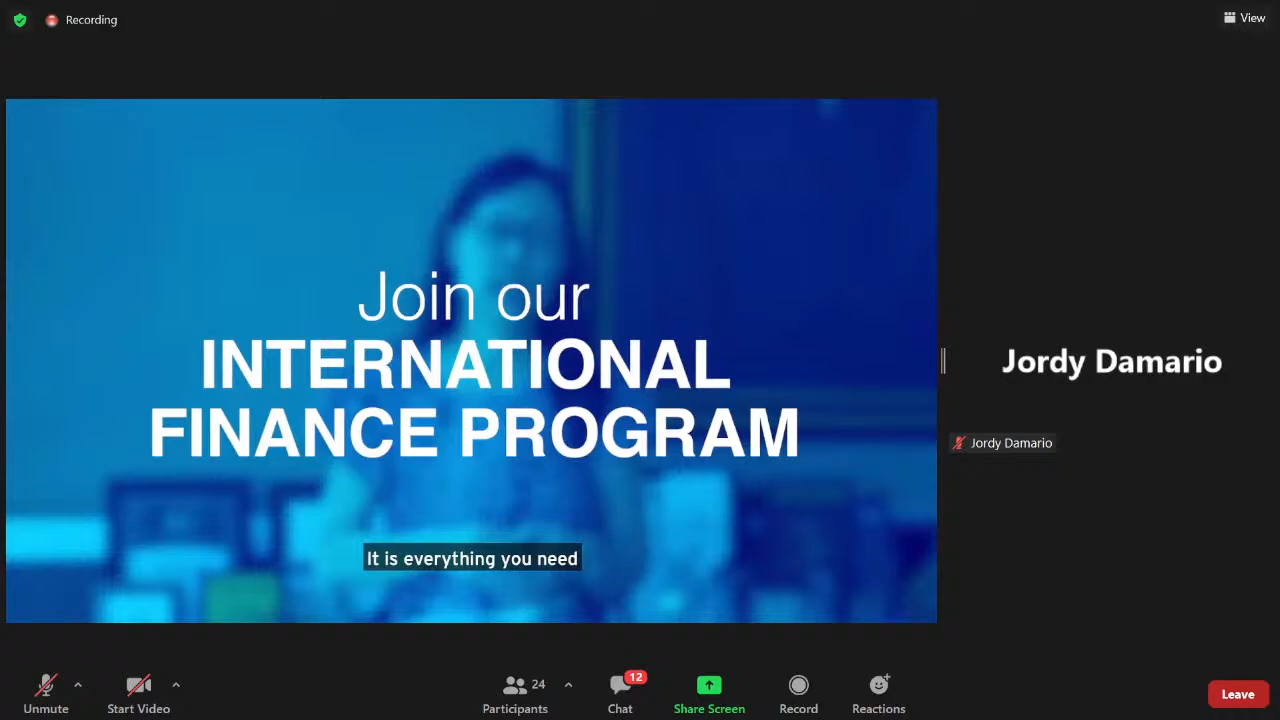 Recording
View
Join our
INTERNATIONAL
FINANCE PROGRAM
It is everything you need
Jordy Damario
Jordy Damario
Unmute
Start Video
24
Participants
12
Chat
Share Screen
Record
Reactions
Leave